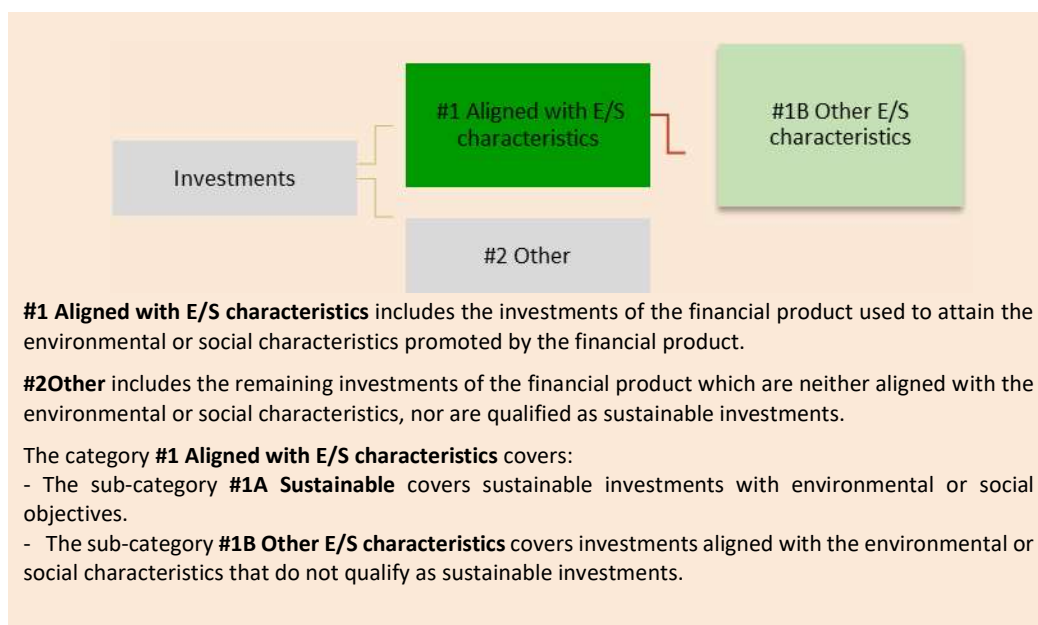 #1 Aligned with E/S
characteristics
#1B Other E/S
characteristics
Investments
#2 Other
#1 Aligned with E/S characteristics includes the investments of the financial product used to attain the
environmental or social characteristics promoted by the financial product.
#2Other includes the remaining investments of the financial product which are neither aligned with the
environmental or social characteristics, nor are qualified as sustainable investments.
The category #1 Aligned with E/S characteristics covers:
- The sub-category #1A Sustainable covers sustainable investments with environmental or social
objectives.
- The sub-category #1B Other E/S characteristics covers investments aligned with the environmental or
social characteristics that do not qualify as sustainable investments.